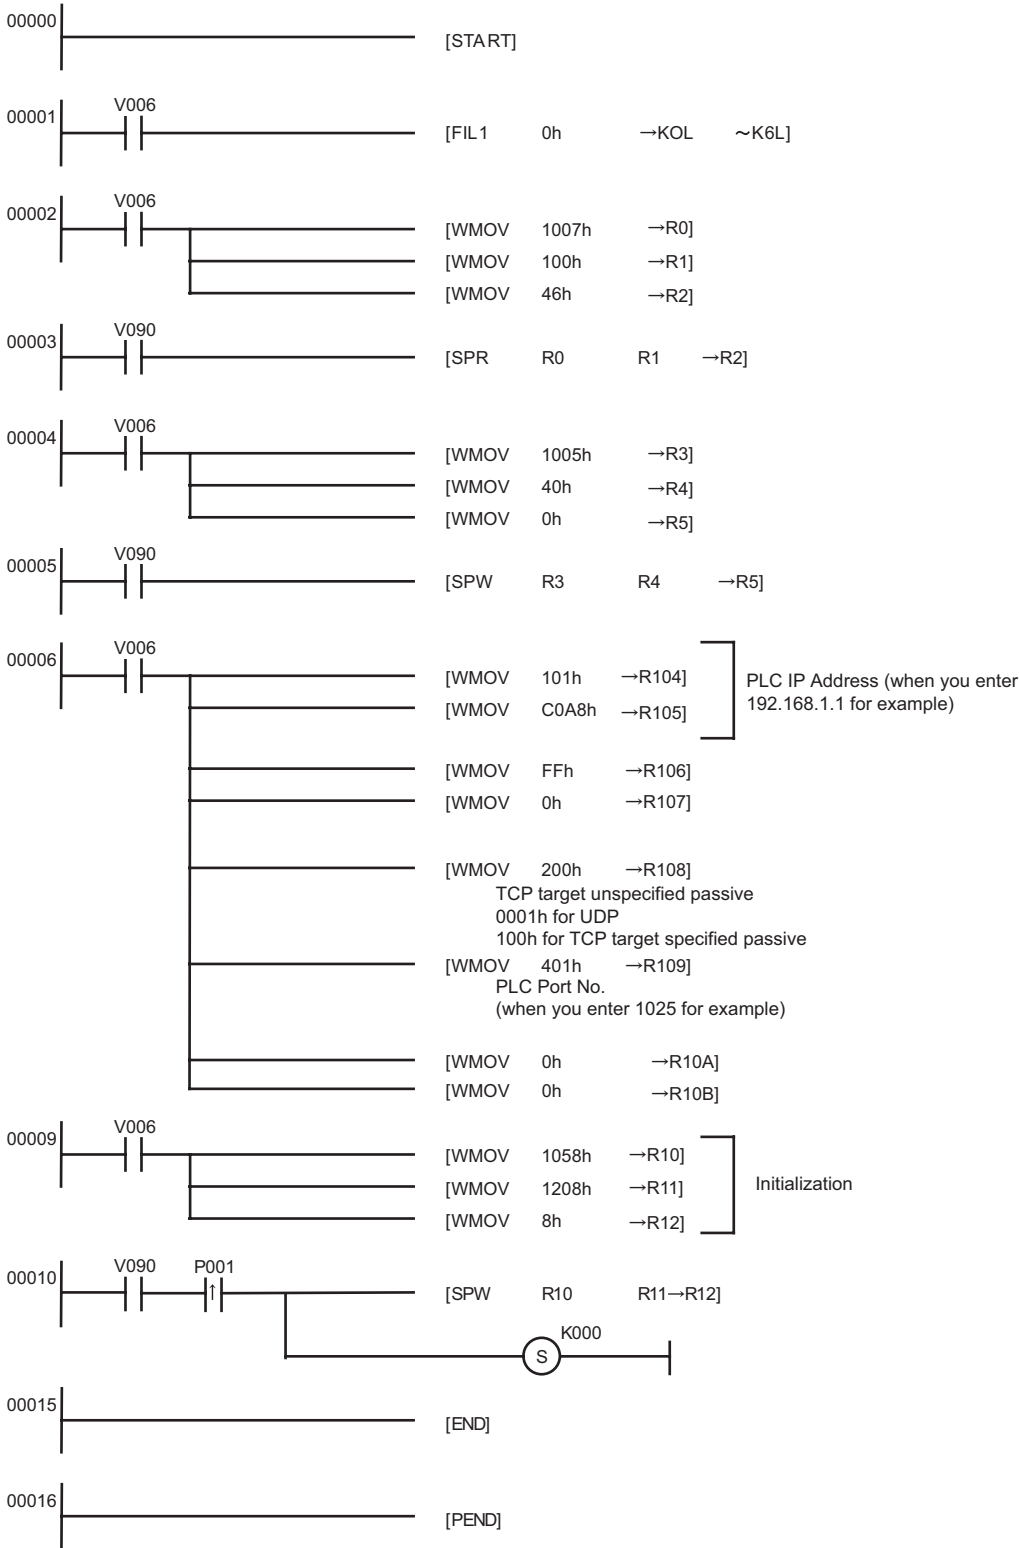 00000
[START]
V006
00001
[FIL1 0h →KOL ~K6L]
V006
00002
[WMOV 1007h →R0]
[WMOV 100h →R1]
[WMOV 46h →R2]
V090
00003
[SPR R0 R1 →R2]
V006
00004
[WMOV 1005h →R3]
[WMOV 40h →R4]
[WMOV 0h →R5]
V090
00005
[SPW R3 R4 →R5]
V006
00006
[WMOV 101h →R104]
[WMOV C0A8h →R105]
PLC IP Address (when you enter
192.168.1.1 for example)
[WMOV FFh →R106]
[WMOV 0h →R107]
[WMOV 200h →R108]
TCP target unspecified passive
0001h for UDP
100h for TCP target specified passive
[WMOV 401h →R109]
PLC Port No.
(when you enter 1025 for example)
[WMOV 0h →R10A]
[WMOV 0h →R10B]
V006
00009
[WMOV 1058h →R10]
[WMOV 1208h →R11]
[WMOV 8h →R12]
Initialization
V090 P001
00010
↑
[SPW R10 R11→R12]
K000
S
00015
[END]
00016
[PEND]